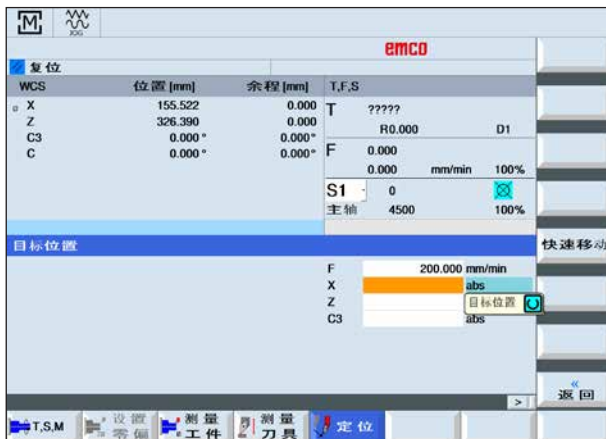 M
JOG
emco
复位
WCS 位置 [mm] 余程 [mm] T,F,S
X 155.522 0.000 T ?????
Z 326.390 0.000 R0.000 D1
C3 0.000 ° 0.000°
C 0.000 ° 0.000° F 0.000
0.000 mm/min 100%
S1 0
主轴 4500 100%
目标位置
快速移动
F 200.000 mm/min
X abs
Z 目标位置
C3 abs
«
返回
>
T,S,M 设置零偏 测量工件 测量刀具 定位